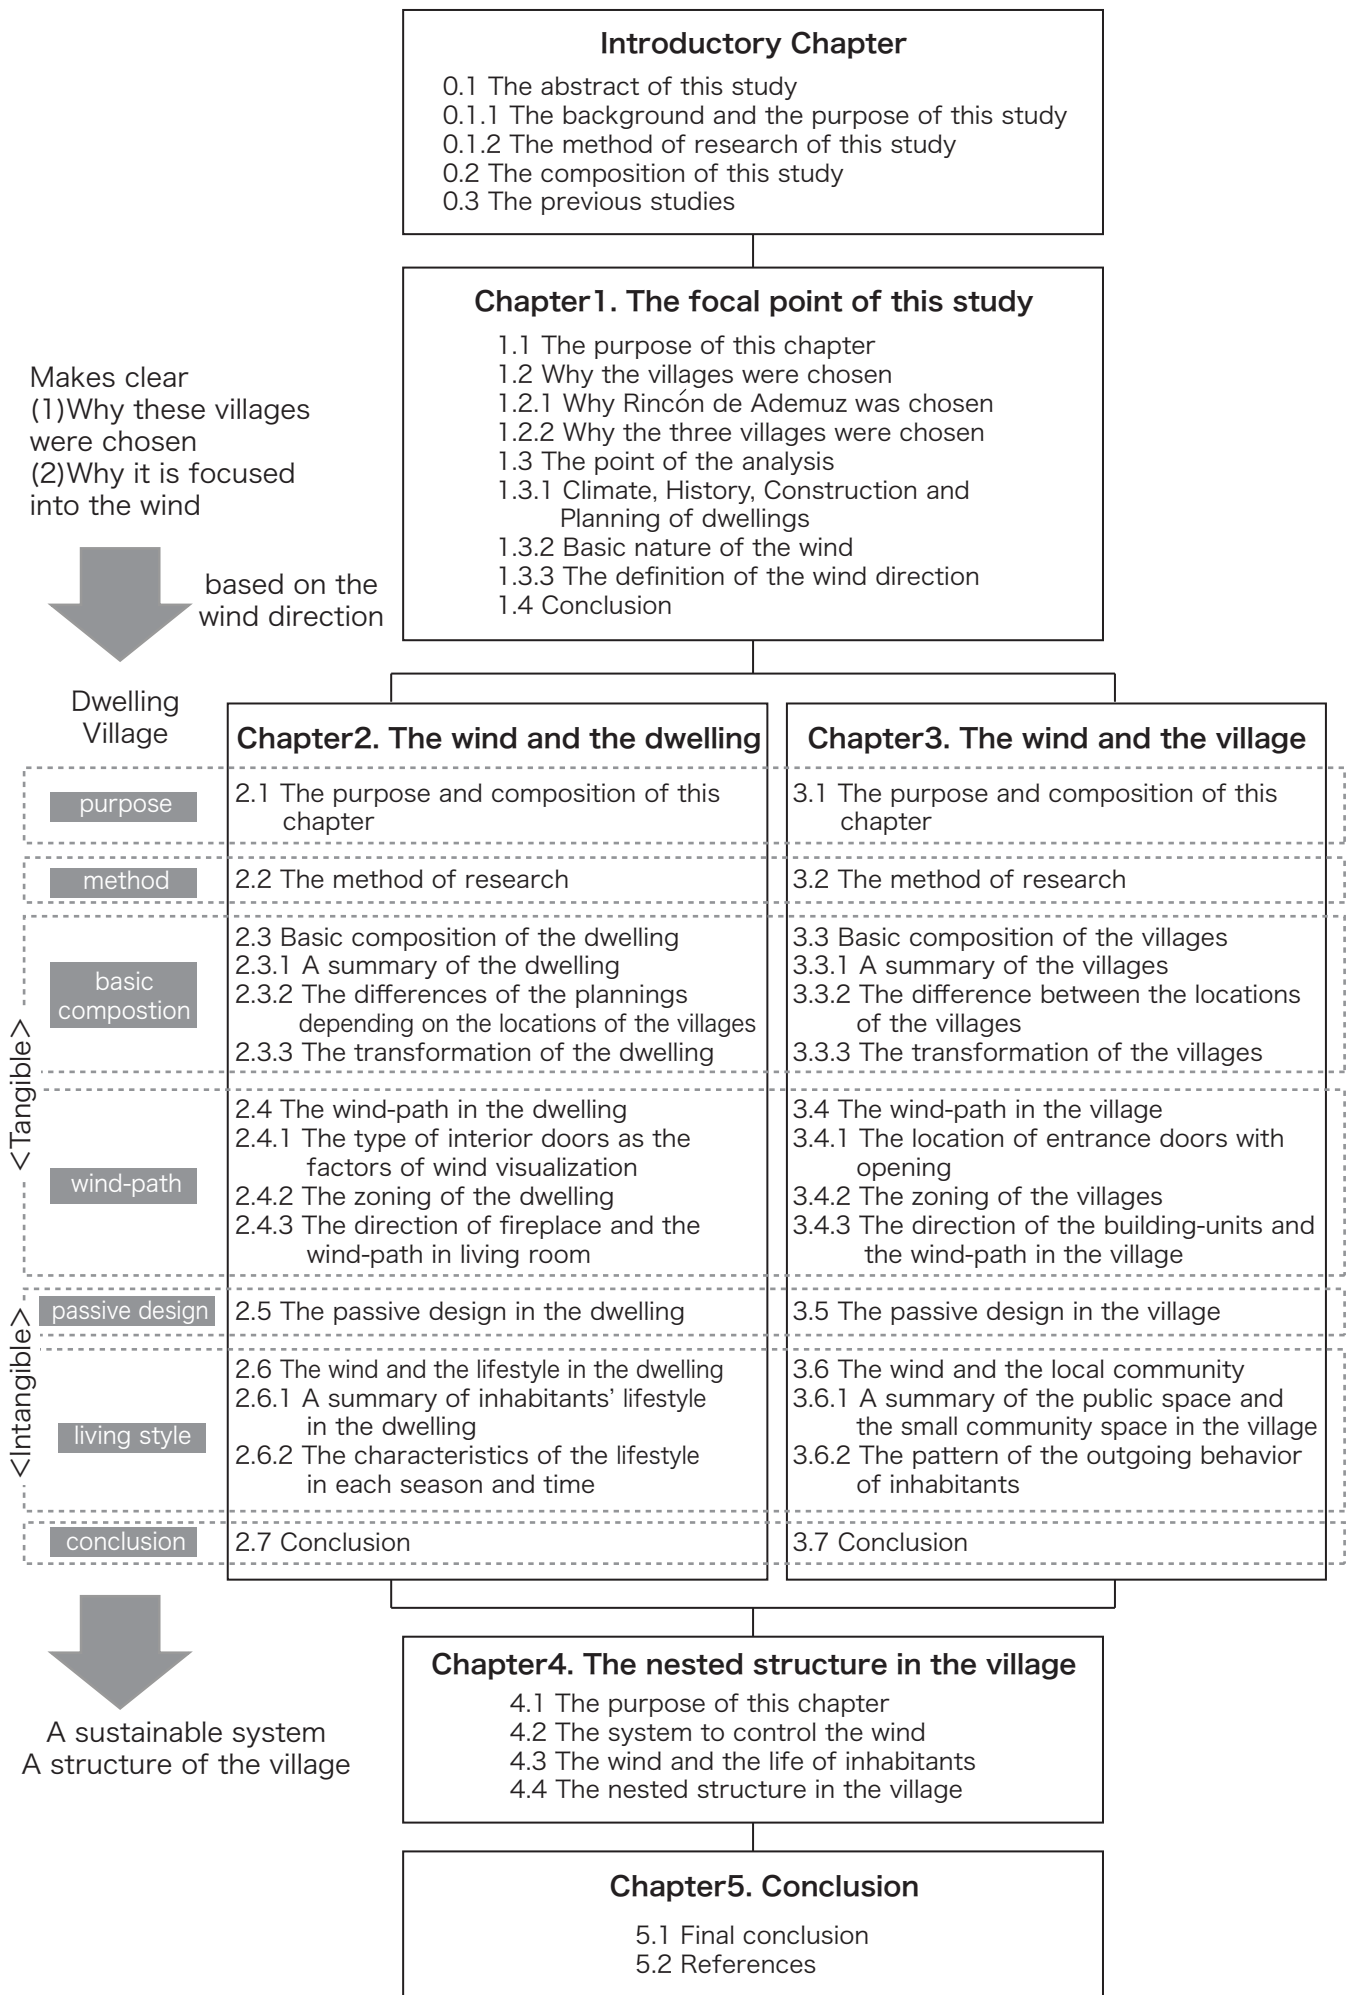 Introductory Chapter
0.1 The abstract of this study
0.1.1 The background and the purpose of this study
0.1.2 The method of research of this study
0.2 The composition of this study
0.3 The previous studies
Chapter1. The focal point of this study
1.1 The purpose of this chapter
1.2 Why the villages were chosen
1.2.1 Why Rincón de Ademuz was chosen
1.2.2 Why the three villages were chosen
1.3 The point of the analysis
1.3.1 Climate, History, Construction and
Planning of dwellings
1.3.2 Basic nature of the wind
1.3.3 The definition of the wind direction
1.4 Conclusion
Makes clear
(1)Why these villages
were chosen
(2)Why it is focused
into the wind
based on the
wind direction
Dwelling
Village
<Tangible>
<Intangible>
purpose
method
basic
compostion
wind-path
passive design
living style
conclusion
Chapter2. The wind and the dwelling
2.1 The purpose and composition of this
chapter
2.2 The method of research
2.3 Basic composition of the dwelling
2.3.1 A summary of the dwelling
2.3.2 The differences of the plannings
depending on the locations of the villages
2.3.3 The transformation of the dwelling
2.4 The wind-path in the dwelling
2.4.1 The type of interior doors as the
factors of wind visualization
2.4.2 The zoning of the dwelling
2.4.3 The direction of fireplace and the
wind-path in living room
2.5 The passive design in the dwelling
2.6 The wind and the lifestyle in the dwelling
2.6.1 A summary of inhabitants’ lifestyle
in the dwelling
2.6.2 The characteristics of the lifestyle
in each season and time
2.7 Conclusion
Chapter3. The wind and the village
3.1 The purpose and composition of this
chapter
3.2 The method of research
3.3 Basic composition of the villages
3.3.1 A summary of the villages
3.3.2 The difference between the locations
of the villages
3.3.3 The transformation of the villages
3.4 The wind-path in the village
3.4.1 The location of entrance doors with
opening
3.4.2 The zoning of the villages
3.4.3 The direction of the building-units and
the wind-path in the village
3.5 The passive design in the village
3.6 The wind and the local community
3.6.1 A summary of the public space and
the small community space in the village
3.6.2 The pattern of the outgoing behavior
of inhabitants
3.7 Conclusion
A sustainable system
A structure of the village
Chapter4. The nested structure in the village
4.1 The purpose of this chapter
4.2 The system to control the wind
4.3 The wind and the life of inhabitants
4.4 The nested structure in the village
Chapter5. Conclusion
5.1 Final conclusion
5.2 References